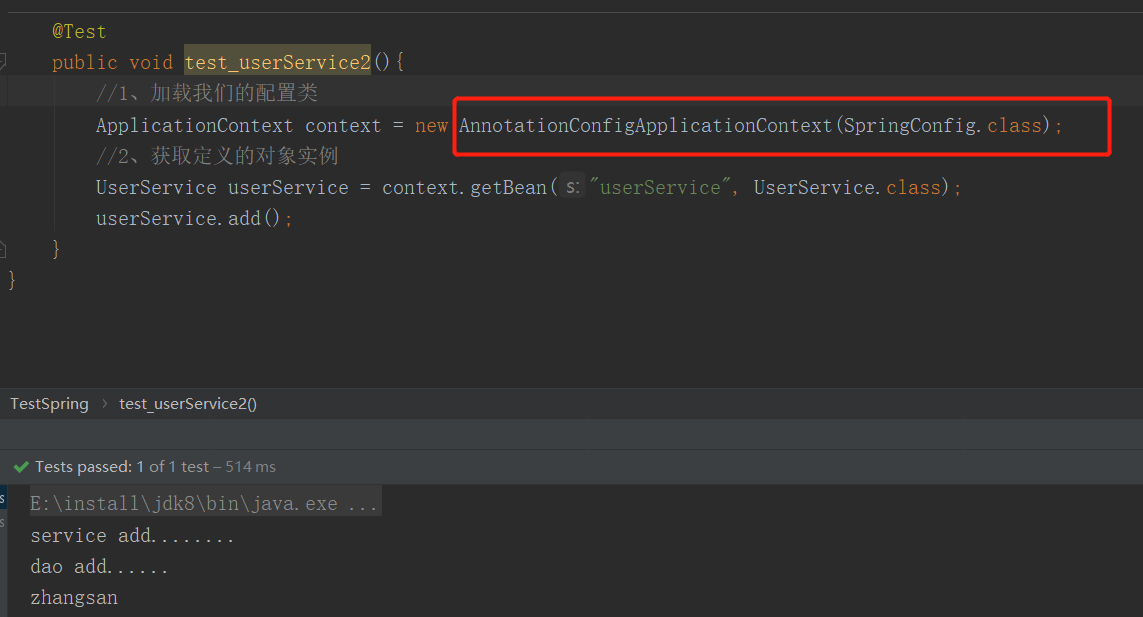 @Test
public void test_userService2(){
//1、加载我们的配置类
ApplicationContext context = new AnnotationConfigApplicationContext(SpringConfig.class);
//2、获取定义的对象实例
UserService userService = context.getBean( s: "userService", UserService.class);
userService.add();
}
}
TestSpring › test_userService2()
Tests passed: 1 of 1 test – 514 ms
E:\install\jdk8\bin\java.exe ...
service add........
dao add......
zhangsan